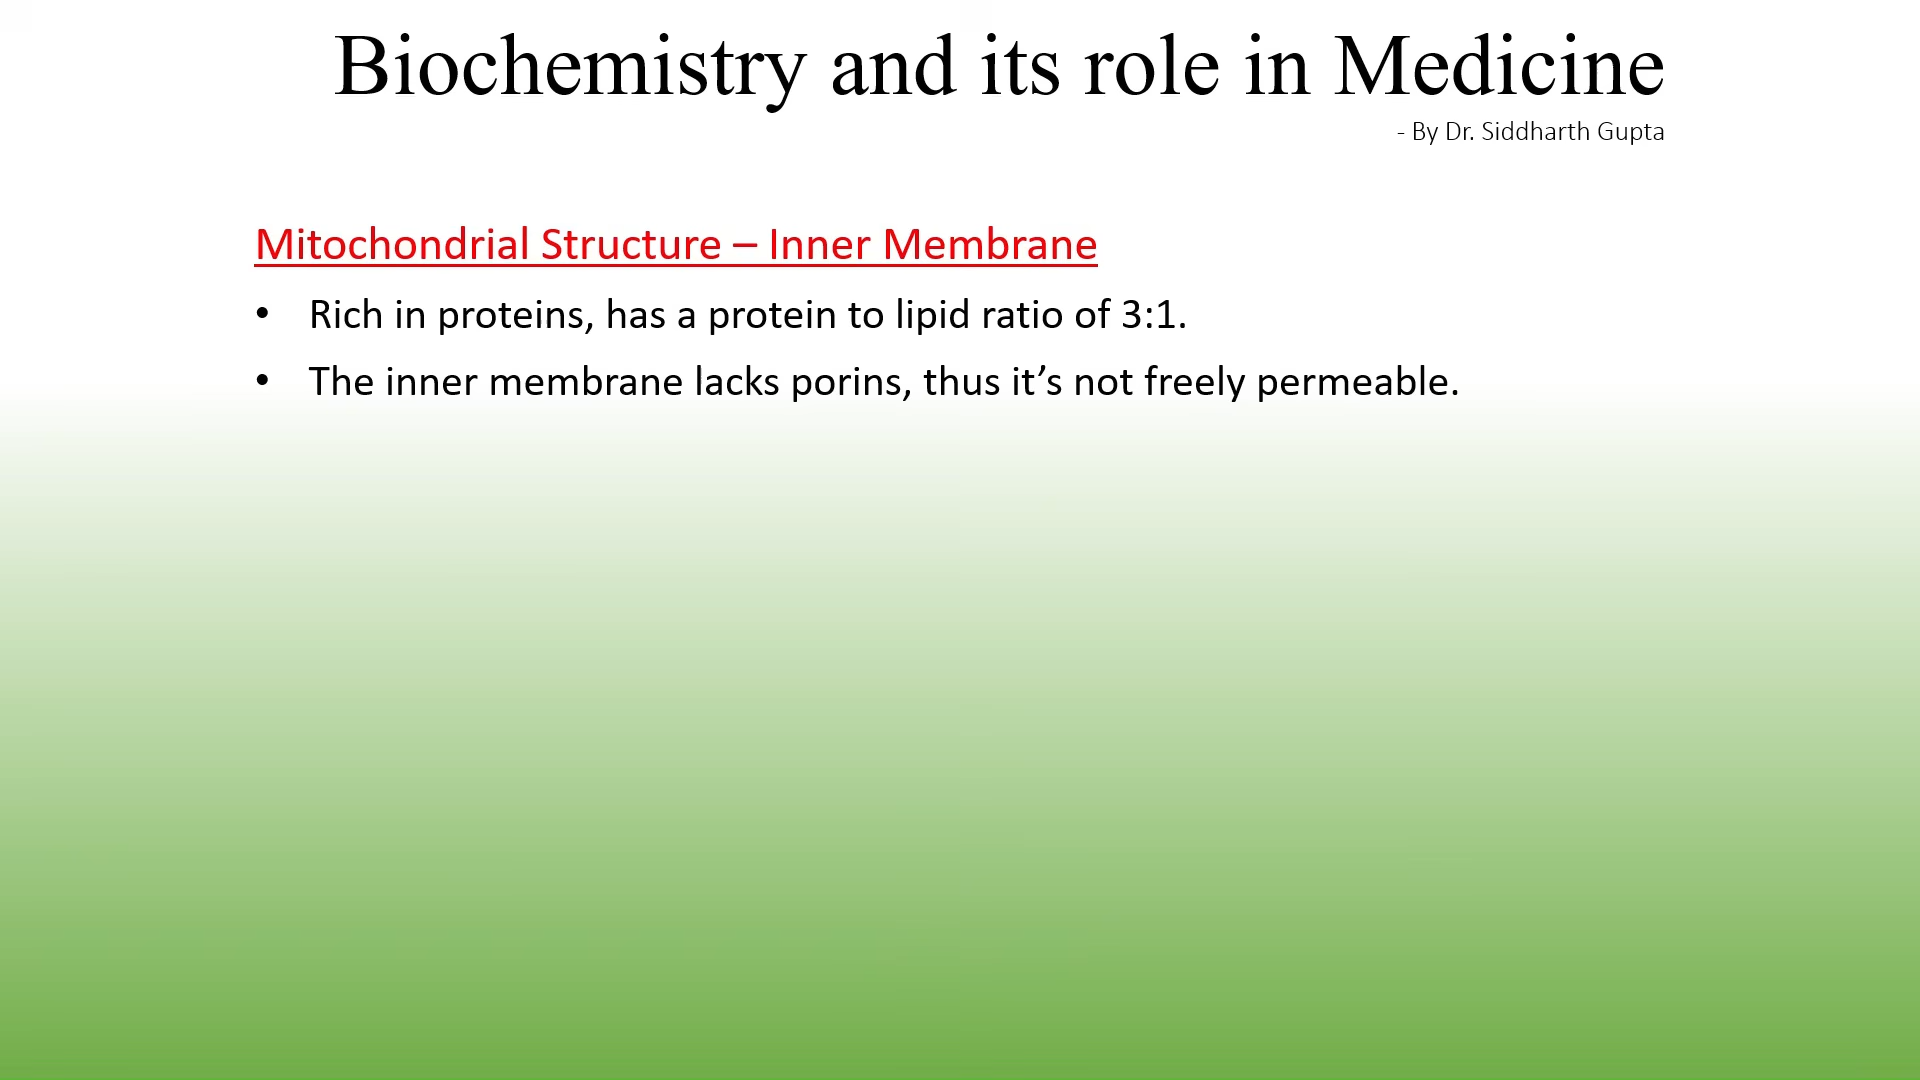 Biochemistry and its role in Medicine
- By Dr. Siddharth Gupta
Mitochondrial Structure – Inner Membrane
• Rich in proteins, has a protein to lipid ratio of 3:1.
• The inner membrane lacks porins, thus it’s not freely permeable.